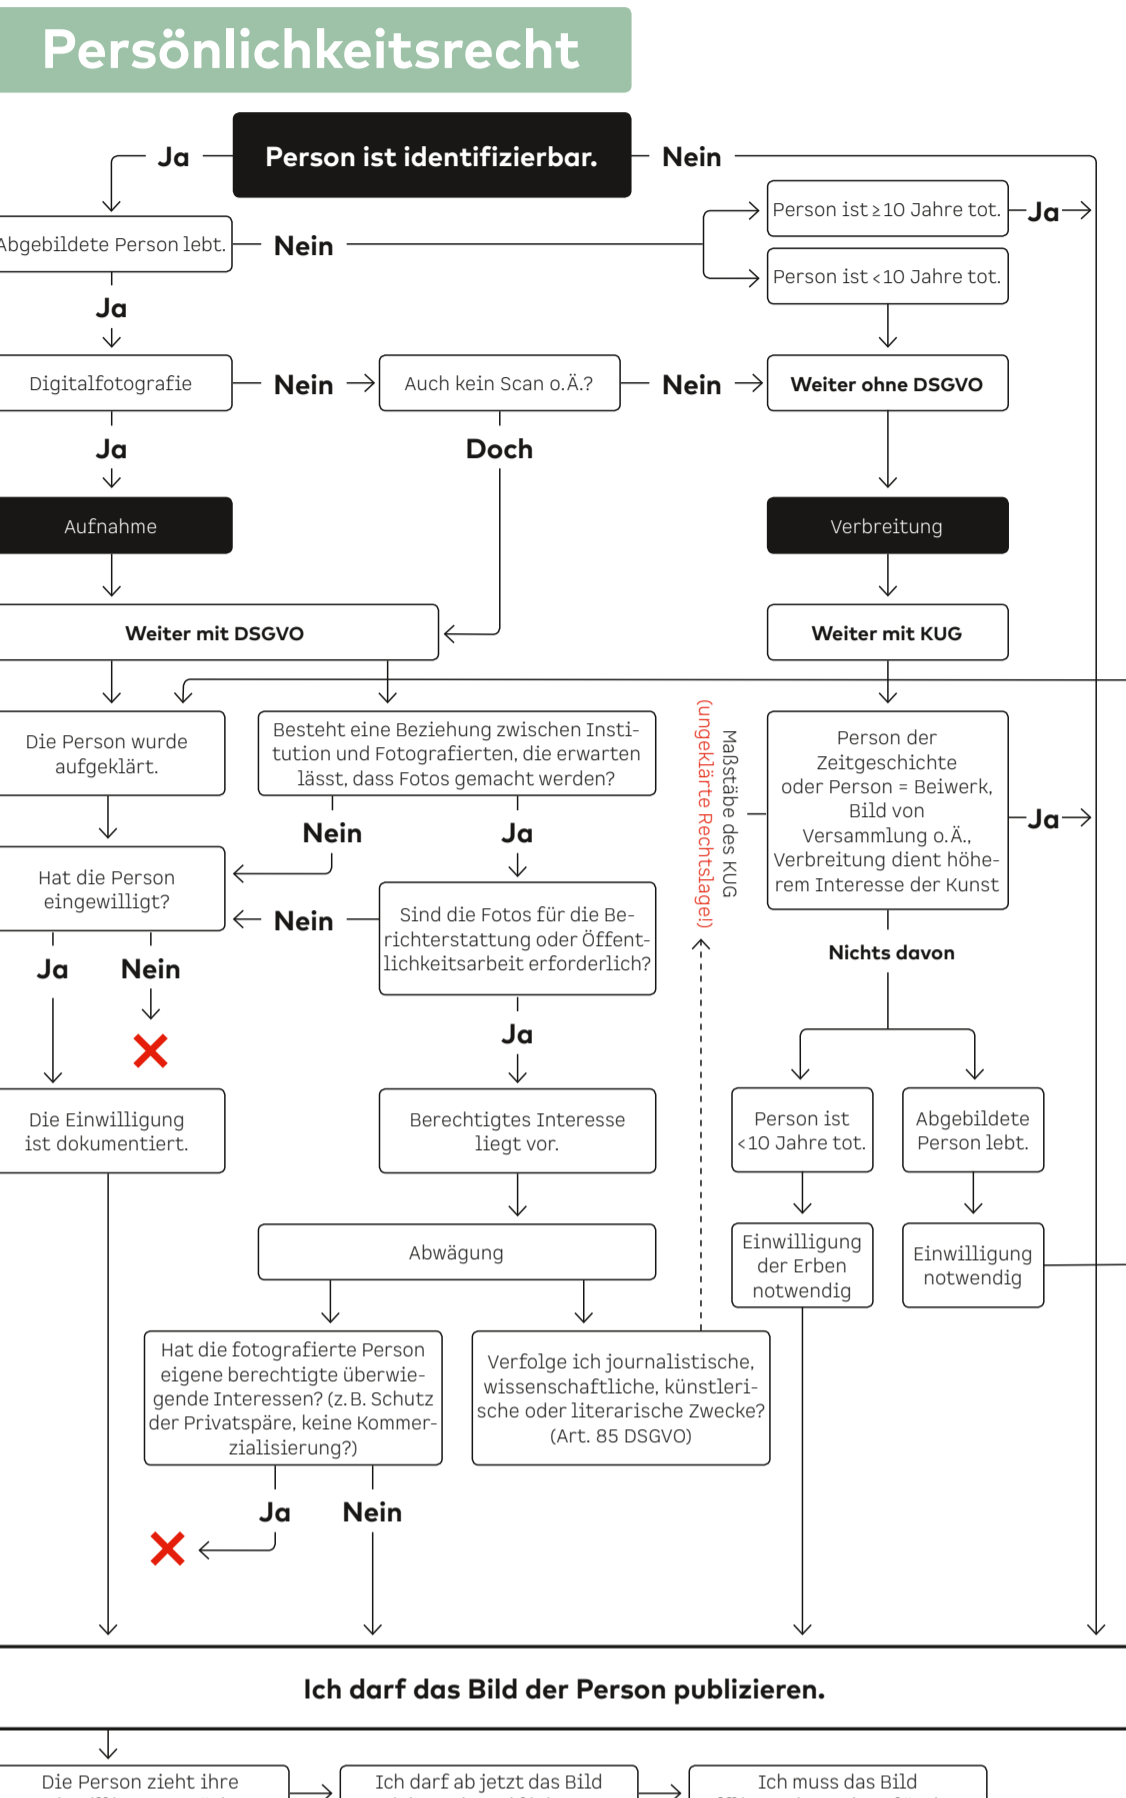 Persönlichkeitsrecht
Ja
Person ist identifizierbar.
Nein
Person ist ≥10 Jahre tot.
Ja
Abgebildete Person lebt.
Nein
Person ist <10 Jahre tot.
Ja
Digitalfotografie
Nein
Auch kein Scan o.Ä.?
Nein
Weiter ohne DSGVO
Ja
Doch
Aufnahme
Verbreitung
Weiter mit DSGVO
Weiter mit KUG
Die Person wurde
aufgeklärt.
Besteht eine Beziehung zwischen Insti-
tution und Fotografierten, die erwarten
lässt, dass Fotos gemacht werden?
Maßstäbe des KUG
(ungeklärte Rechtslage!)
Person der
Zeitgeschichte
oder Person = Beiwerk,
Bild von
Versammlung o.Ä.,
Verbreitung dient höhe-
rem Interesse der Kunst
Ja
Nein
Ja
Hat die Person
eingewilligt?
Nein
Sind die Fotos für die Be-
richterstattung oder Öffent-
lichkeitsarbeit erforderlich?
Nichts davon
Ja
Nein
Ja
Die Einwilligung
ist dokumentiert.
Berechtigtes Interesse
liegt vor.
Person ist
<10 Jahre tot.
Abgebildete
Person lebt.
Abwägung
Einwilligung
der Erben
notwendig
Einwilligung
notwendig
Hat die fotografierte Person
eigene berechtigte überwie-
gende Interessen? (z.B. Schutz
der Privatspäre, keine Kommer-
zialisierung?)
Verfolge ich journalistische,
wissenschaftliche, künstleri-
sche oder literarische Zwecke?
(Art. 85 DSGVO)
Ja
Nein
Ich darf das Bild der Person publizieren.
Die Person zieht ihre
Ich darf ab jetzt das Bild
Ich muss das Bild